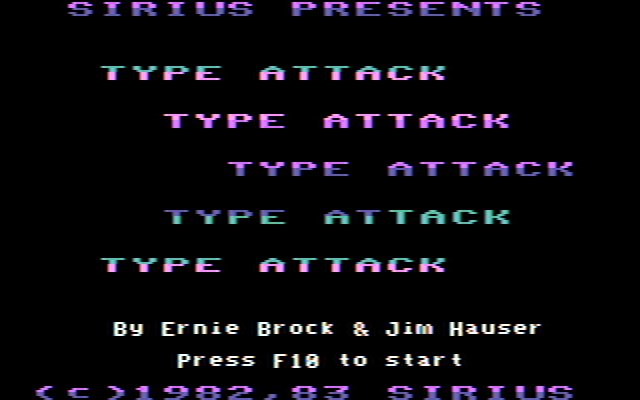 SIRIUS PRESENTS
TYPE ATTACK
TYPE ATTACK
TYPE ATTACK
TYPE ATTACK
TYPE ATTACK
By Ernie Brock & Jim Hauser
Press F10 to start
(c)1982,83 SIRIUS